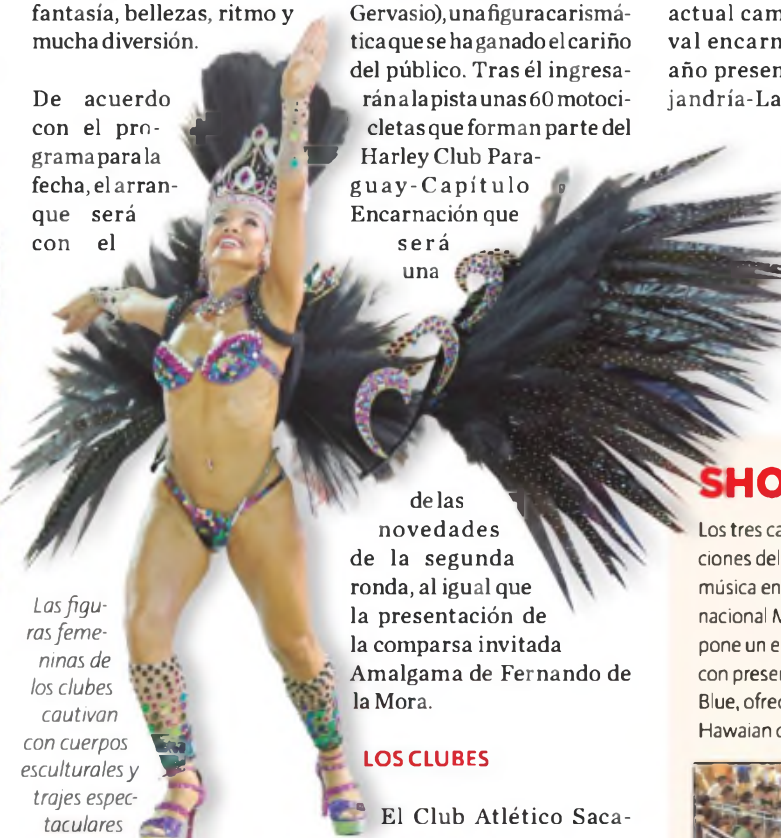 fantasía, bellezas, ritmo y
mucha diversión.
De acuerdo
con el pro-
grama para la
fecha, el arran-
que será
con el
Las figu-
ras feme-
ninas de
los clubes
cautivan
con cuerpos
esculturales y
trajes espec-
taculares
Gervasio), una figura carismá-
tica que se ha ganado el cariño
del público. Tras él ingresa-
rán a la pista unas 60 motoci-
cletas que forman parte del
Harley Club Para-
guay-Capítulo
Encarnación que
será
una
de las
novedades
de la segunda
ronda, al igual que
la presentación de
la comparsa invitada
Amalgama de Fernando de
la Mora.
LOS CLUBES
El Club Atlético Saca-
actual cam
val encarn
año presen
jandría-La
SHO
Los tres ca
ciones del
música en
nacional M
pone un e
con presen
Blue, ofrec
Hawaian d